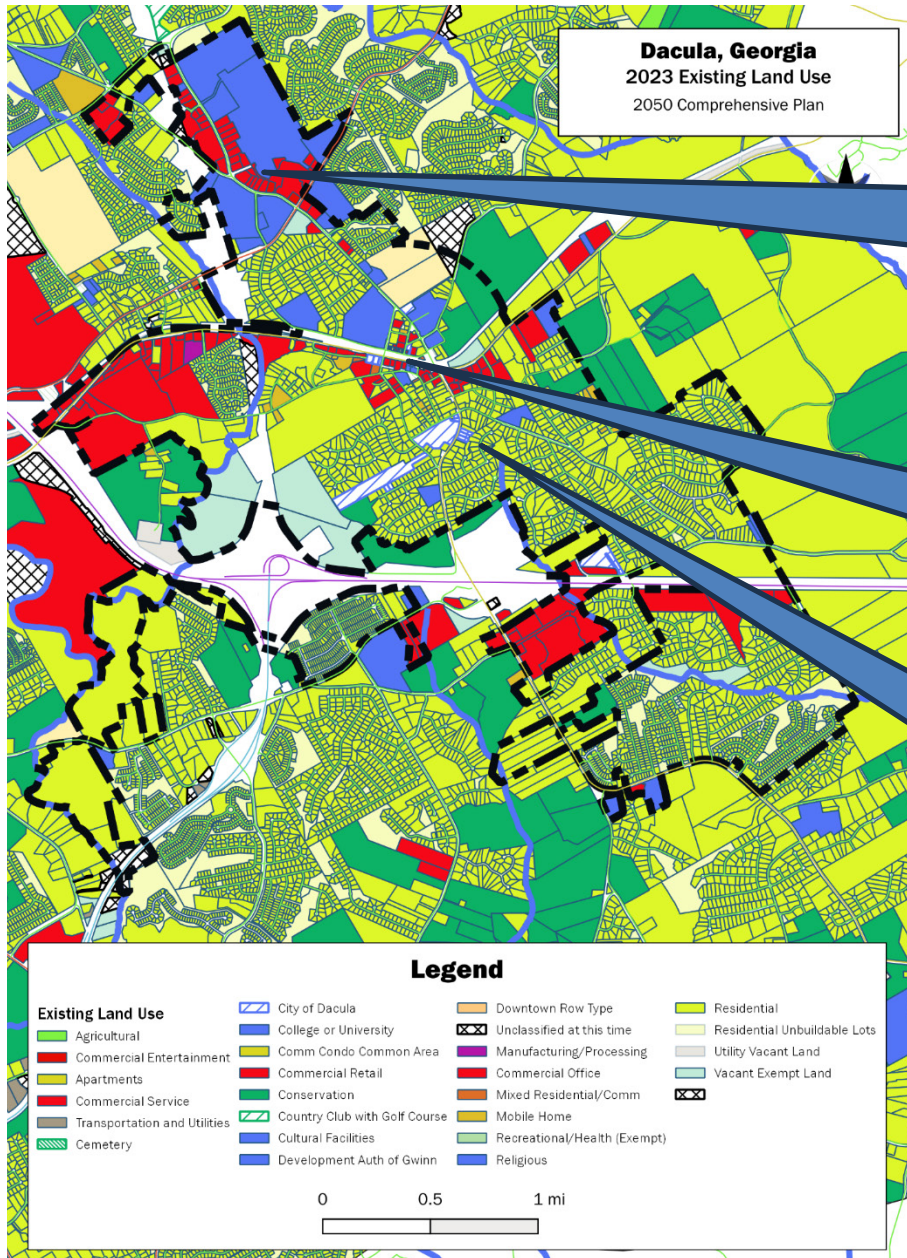 Dacula, Georgia
2023 Existing Land Use
2050 Comprehensive Plan
Legend
Existing Land Use
Agricultural
Commercial Entertainment
Apartments
Commercial Service
Transportation and Utilities
Cemetery
City of Dacula
College or University
Comm Condo Common Area
Commercial Retail
Conservation
Country Club with Golf Course
Cultural Facilities
Development Auth of Gwinn
Downtown Row Type
Unclassified at this time
Manufacturing/Processing
Commercial Office
Mixed Residential/Comm
Mobile Home
Recreational/Health (Exempt)
Religious
Residential
Residential Unbuildable Lots
Utility Vacant Land
Vacant Exempt Land
0 0.5 1 mi